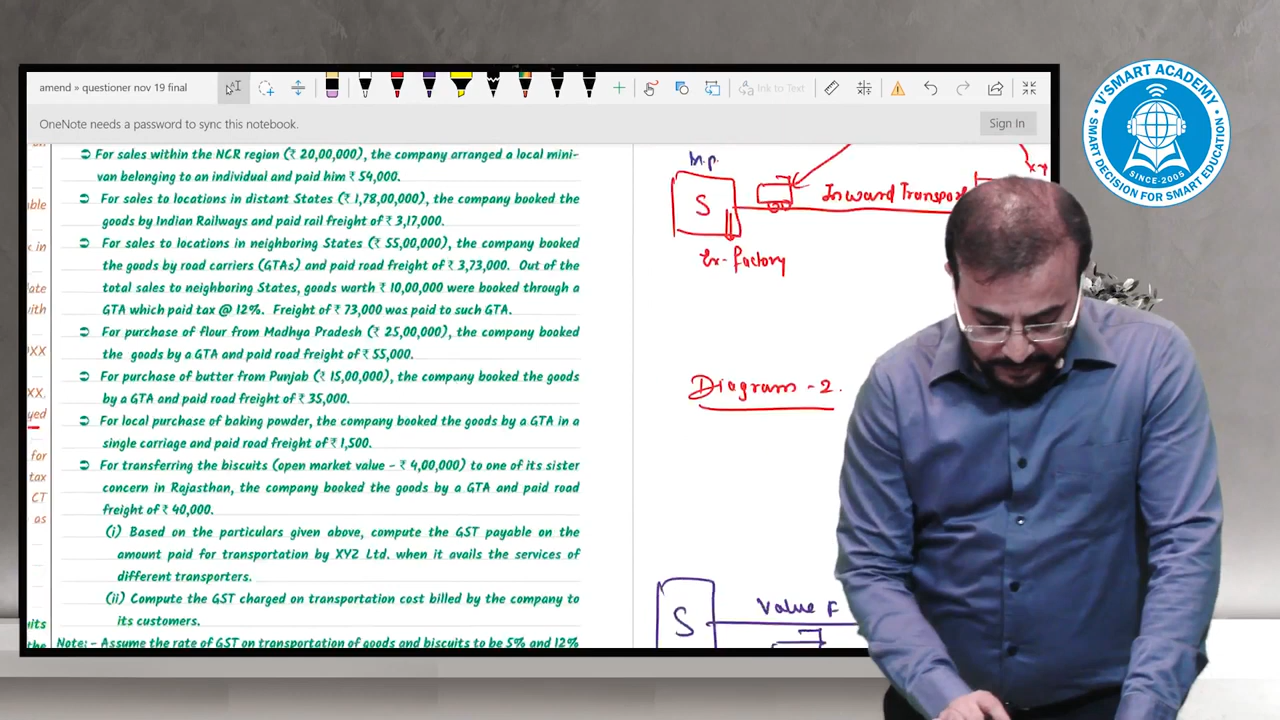 amend » questioner nov 19 final
Ink to Text
OneNote needs a password to sync this notebook.
Sign In
➲ For sales within the NCR region (₹ 20,00,000), the company arranged a local mini-
van belonging to an individual and paid him ₹ 54,000.
➲ For sales to locations in distant States (₹ 1,78,00,000), the company booked the
goods by Indian Railways and paid rail freight of ₹ 3,17,000.
➲ For sales to locations in neighboring States (₹ 55,00,000), the company booked
the goods by road carriers (GTAs) and paid road freight of ₹ 3,73,000. Out of the
total sales to neighboring States, goods worth ₹ 10,00,000 were booked through a
GTA which paid tax @ 12%. Freight of ₹ 73,000 was paid to such GTA.
➲ For purchase of flour from Madhya Pradesh (₹ 25,00,000), the company booked
the goods by a GTA and paid road freight of ₹ 55,000.
➲ For purchase of butter from Punjab (₹ 15,00,000), the company booked the goods
by a GTA and paid road freight of ₹ 35,000.
➲ For local purchase of baking powder, the company booked the goods by a GTA in a
single carriage and paid road freight of ₹ 1,500.
➲ For transferring the biscuits (open market value - ₹ 4,00,000) to one of its sister
concern in Rajasthan, the company booked the goods by a GTA and paid road
freight of ₹ 40,000.
(i) Based on the particulars given above, compute the GST payable on the
amount paid for transportation by XYZ Ltd. when it avails the services of
different transporters.
(ii) Compute the GST charged on transportation cost billed by the company to
its customers.
Note: - Assume the rate of GST on transportation of goods and biscuits to be 5% and 12%
in
with
XX.
for
tax
CT
as
the
M.P.
S
Inward Transpo
Ex-factory
Diagram -2.
S
Value F
V'SMART ACADEMY
SINCE-2005
SMART DECISION FOR SMART EDUCATION